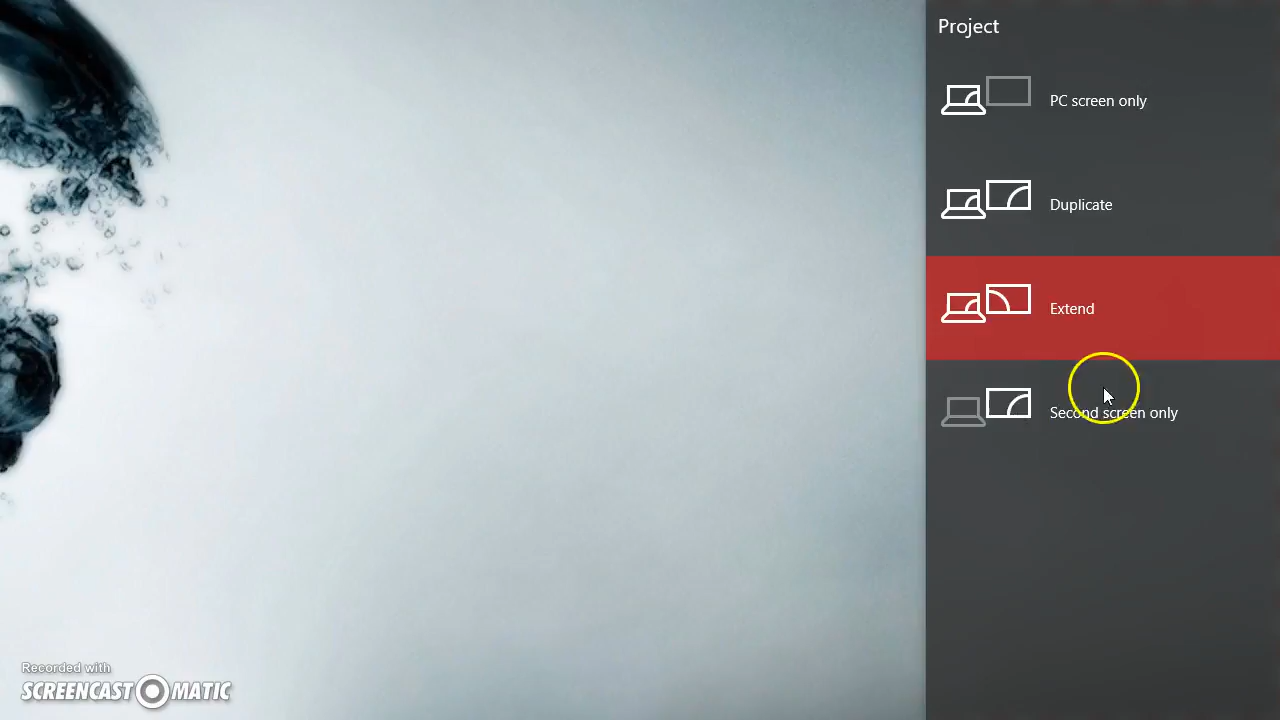 Project
PC screen only
Duplicate
Extend
Second screen only
Recorded with
SCREENCAST MATIC